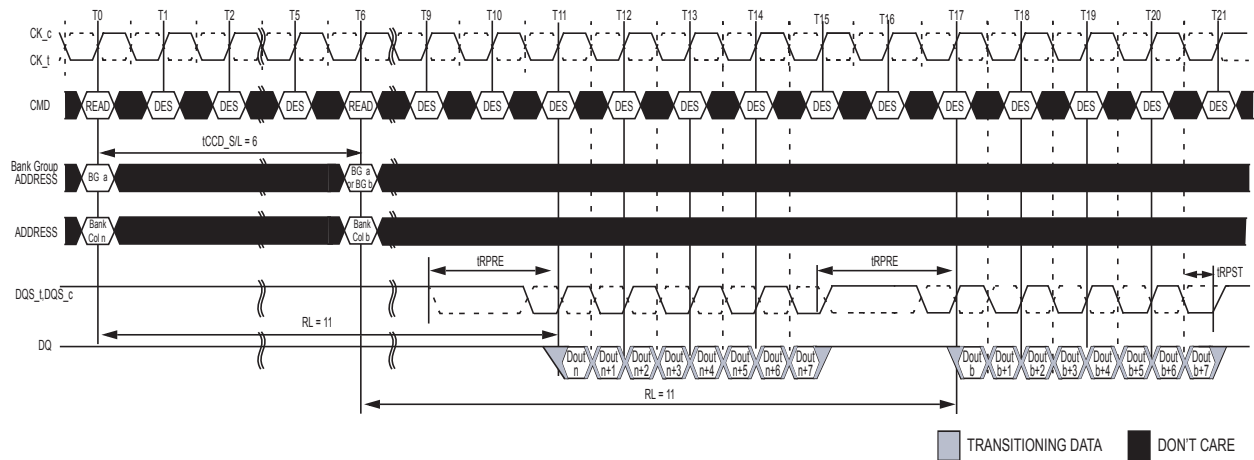 T0 T1 T2 T5 T6 T9 T10 T11 T12 T13 T14 T15 T16 T17 T18 T19 T20 T21
CK_c
CK_t
CMD READ DES DES DES READ DES DES DES DES DES DES DES DES DES DES DES DES DES
tCCD_S/L = 6
Bank Group
ADDRESS
BG a
BG a
or BG b
ADDRESS
Bank
Col n
Bank
Col b
tRPRE tRPRE tRPST
DQS_t,DQS_c
RL = 11
DQ
Dout
n
Dout
n+1
Dout
n+2
Dout
n+3
Dout
n+4
Dout
n+5
Dout
n+6
Dout
n+7
Dout
b
Dout
b+1
Dout
b+2
Dout
b+3
Dout
b+4
Dout
b+5
Dout
b+6
Dout
b+7
RL = 11
TRANSITIONING DATA DON'T CARE